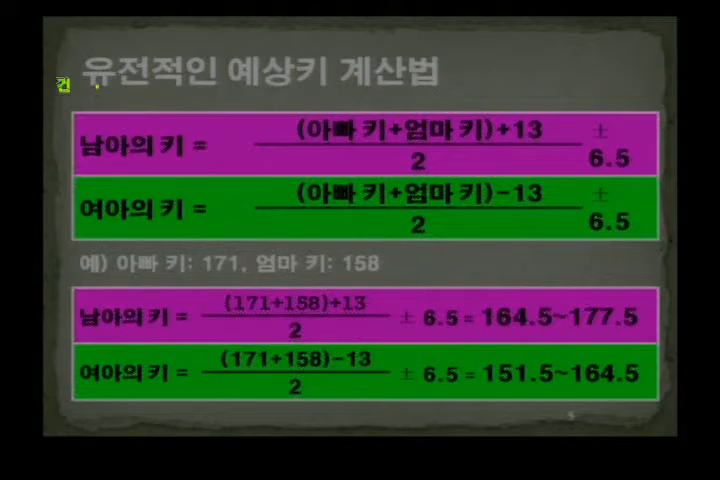 유전적인 예상키 계산법
건
남아의 키 = (아빠 키+엄마 키)+13 ±
2 6.5
여아의 키 = (아빠 키+엄마 키)-13 ±
2 6.5
예) 아빠 키: 171, 엄마 키: 158
남아의 키 = (171+158)+13 ± 6.5 = 164.5~177.5
2
여아의 키 = (171+158)-13 ± 6.5 = 151.5~164.5
2
5